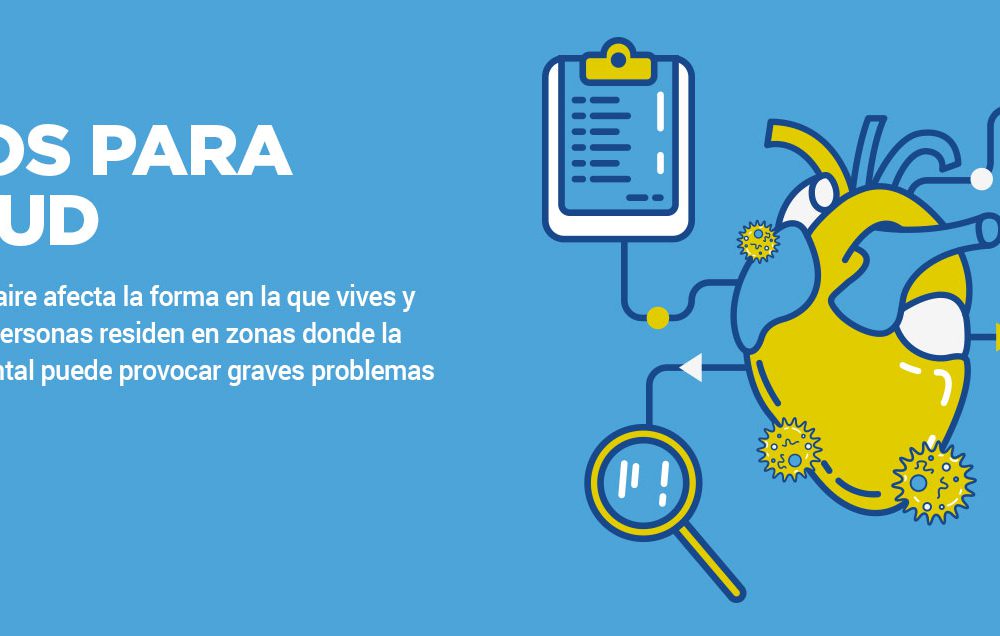 OS PARA
UD
aire afecta la forma en la que vives y
ersonas residen en zonas donde la
ntal puede provocar graves problemas